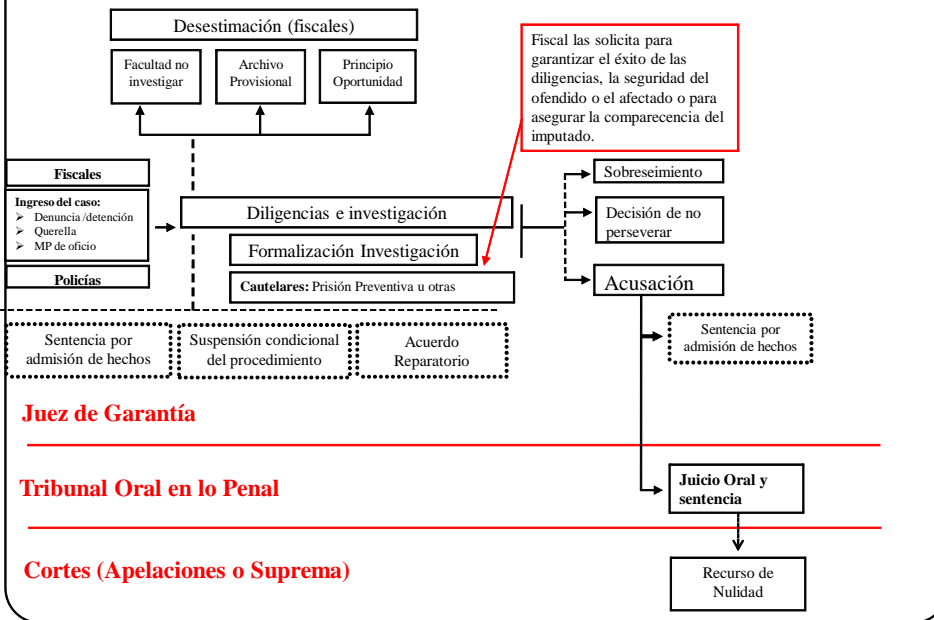 Desestimación (fiscales)
Facultad no
investigar
Archivo
Provisional
Principio
Oportunidad
Fiscal las solicita para
garantizar el éxito de las
diligencias, la seguridad del
ofendido o el afectado o para
asegurar la comparecencia del
imputado.
Fiscales
Ingreso del caso:
➢ Denuncia /detención
➢ Querella
➢ MP de oficio
Policías
Diligencias e investigación
Formalización Investigación
Cautelares: Prisión Preventiva u otras
Sobreseimiento
Decisión de no
perseverar
Acusación
Sentencia por
admisión de hechos
Suspensión condicional
del procedimiento
Acuerdo
Reparatorio
Sentencia por
admisión de hechos
Juez de Garantía
Tribunal Oral en lo Penal
Juicio Oral y
sentencia
Cortes (Apelaciones o Suprema)
Recurso de
Nulidad